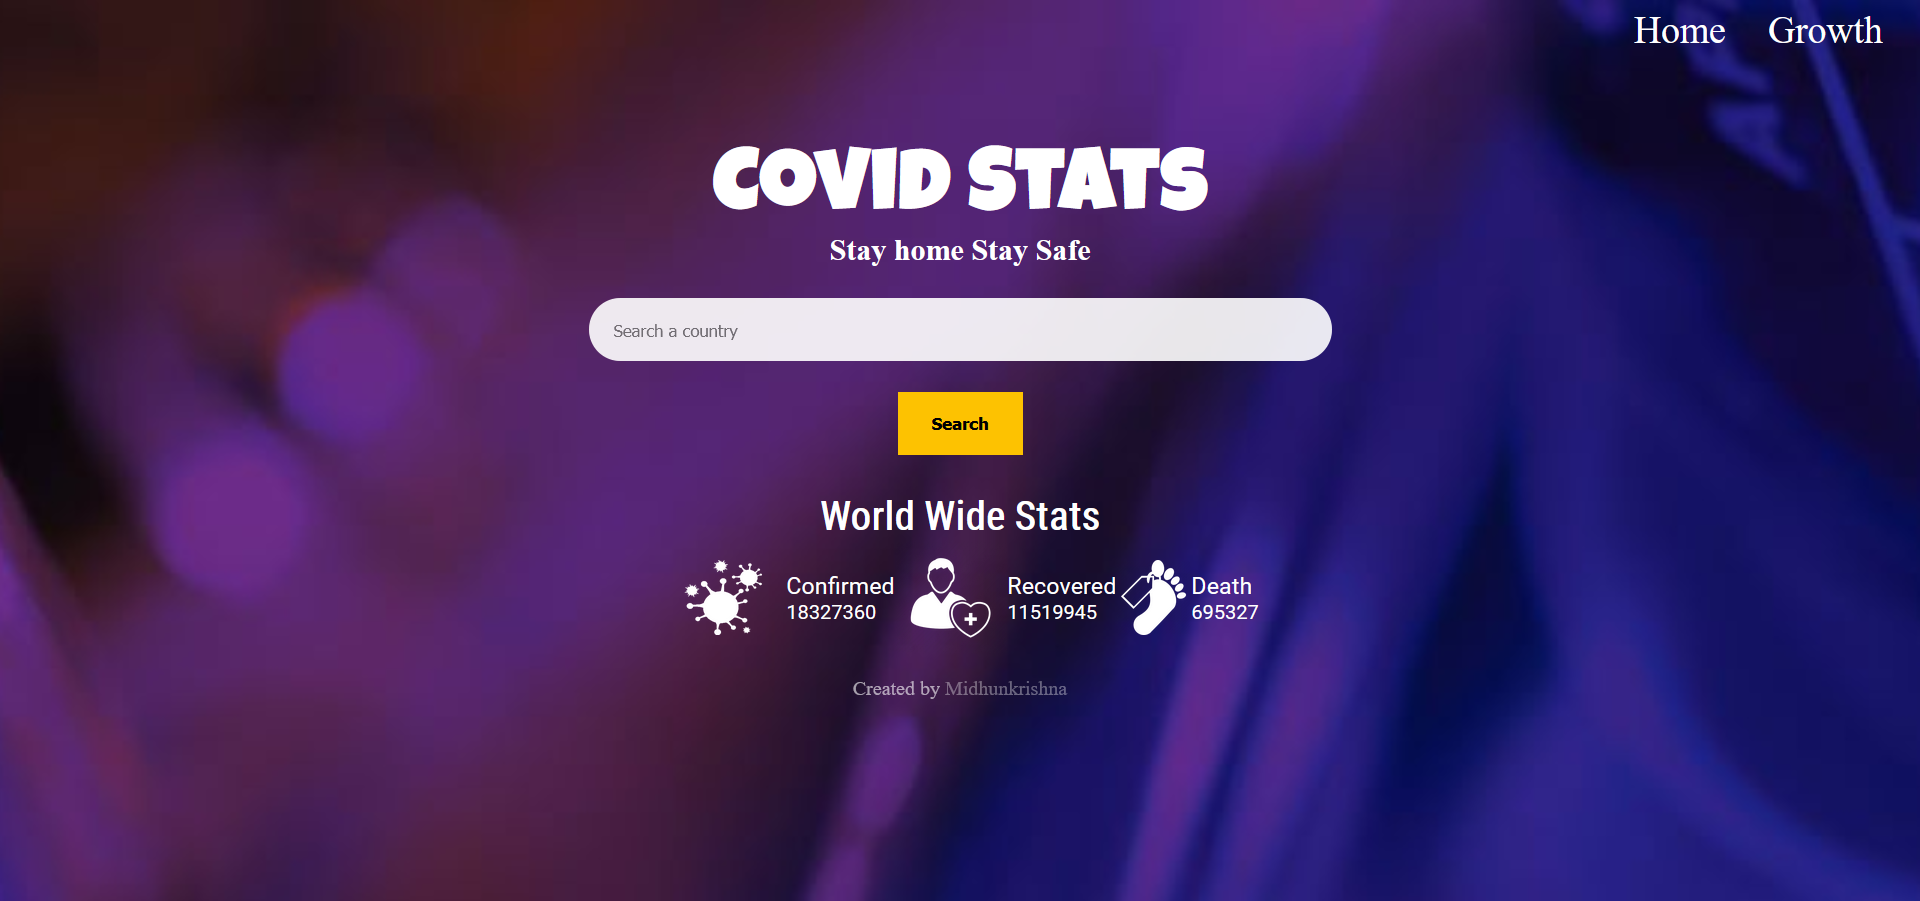 Home Growth
COVID STATS
Stay home Stay Safe
Search a country
Search
World Wide Stats
Confirmed
18327360
Recovered
11519945
Death
695327
Created by Midhunkrishna